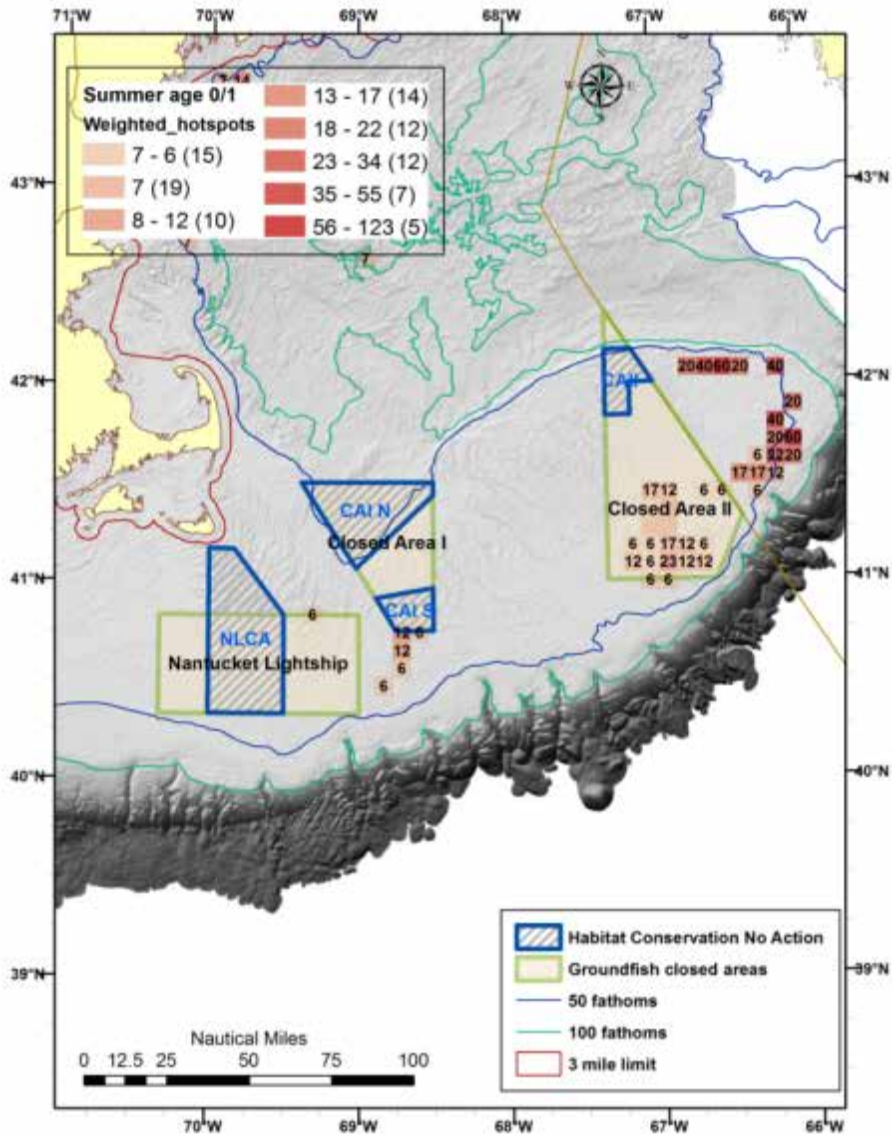 71°W 70°W 69°W 68°W 67°W 66°W
N
W E
Summer age 0/1
Weighted_hotspots
7 - 6 (15)
7 (19)
8 - 12 (10)
13 - 17 (14)
18 - 22 (12)
23 - 34 (12)
35 - 55 (7)
56 - 123 (5)
43°N 43°N
7
42°N 42°N
CAII
20406020 40
20
40
2060
6 1220
171712
1712 6 6 6
CAI N
Closed Area I
Closed Area II
6 6 17 12 6
12 6 23 12 12
6 6
41°N 41°N
CAI S
6
12 6
12
6
6
NLCA
Nantucket Lightship
40°N 40°N
39°N 39°N
Habitat Conservation No Action
Groundfish closed areas
50 fathoms
100 fathoms
3 mile limit
Nautical Miles
0 12.5 25 50 75 100
70°W 69°W 68°W 67°W 66°W